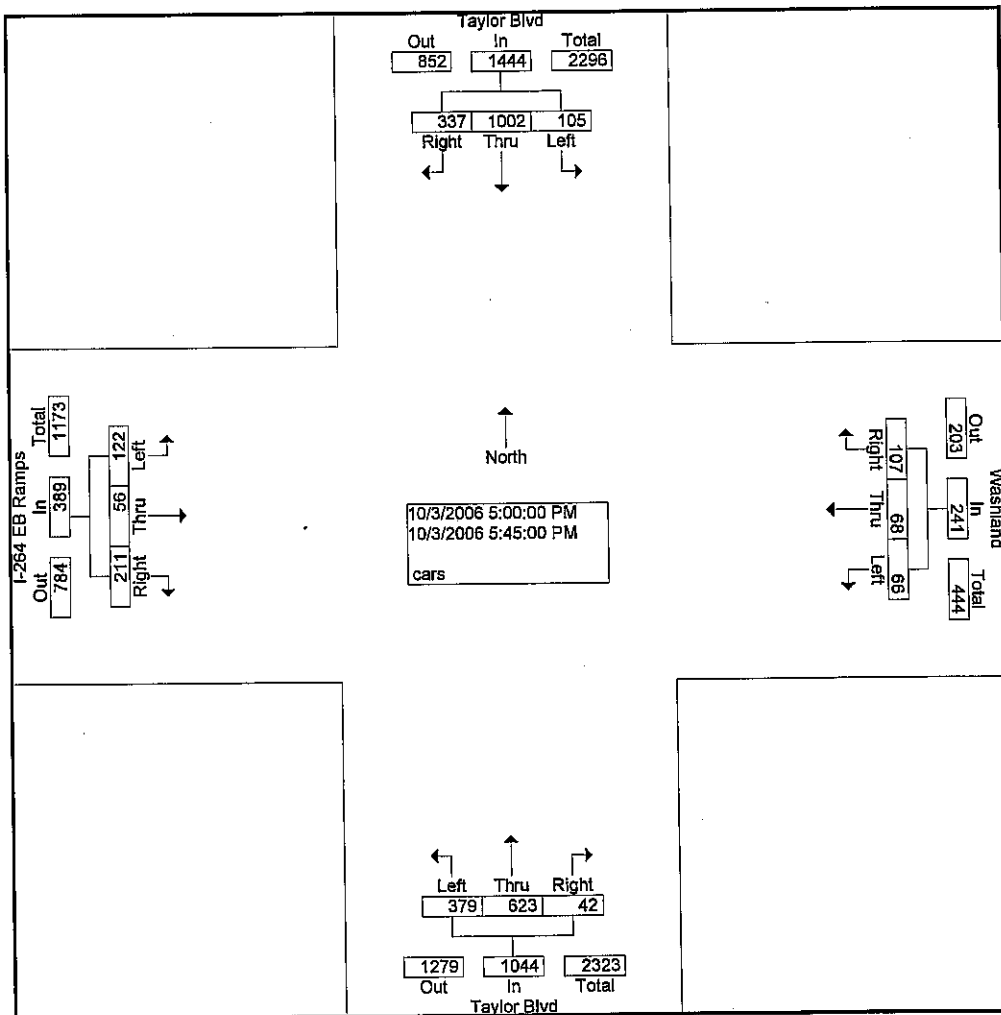 Taylor Blvd
Out In Total
852 1444 2296
337 1002 105
Right Thru Left
I-264 EB Ramps
Total In Out
1173 389 784
122 56 211
Left Thru Right
North
10/3/2006 5:00:00 PM
10/3/2006 5:45:00 PM
cars
Right Thru Left
107 68 66
Out In Total
203 241 444
Left Thru Right
379 623 42
1279 1044 2323
Out In Total
Taylor Blvd